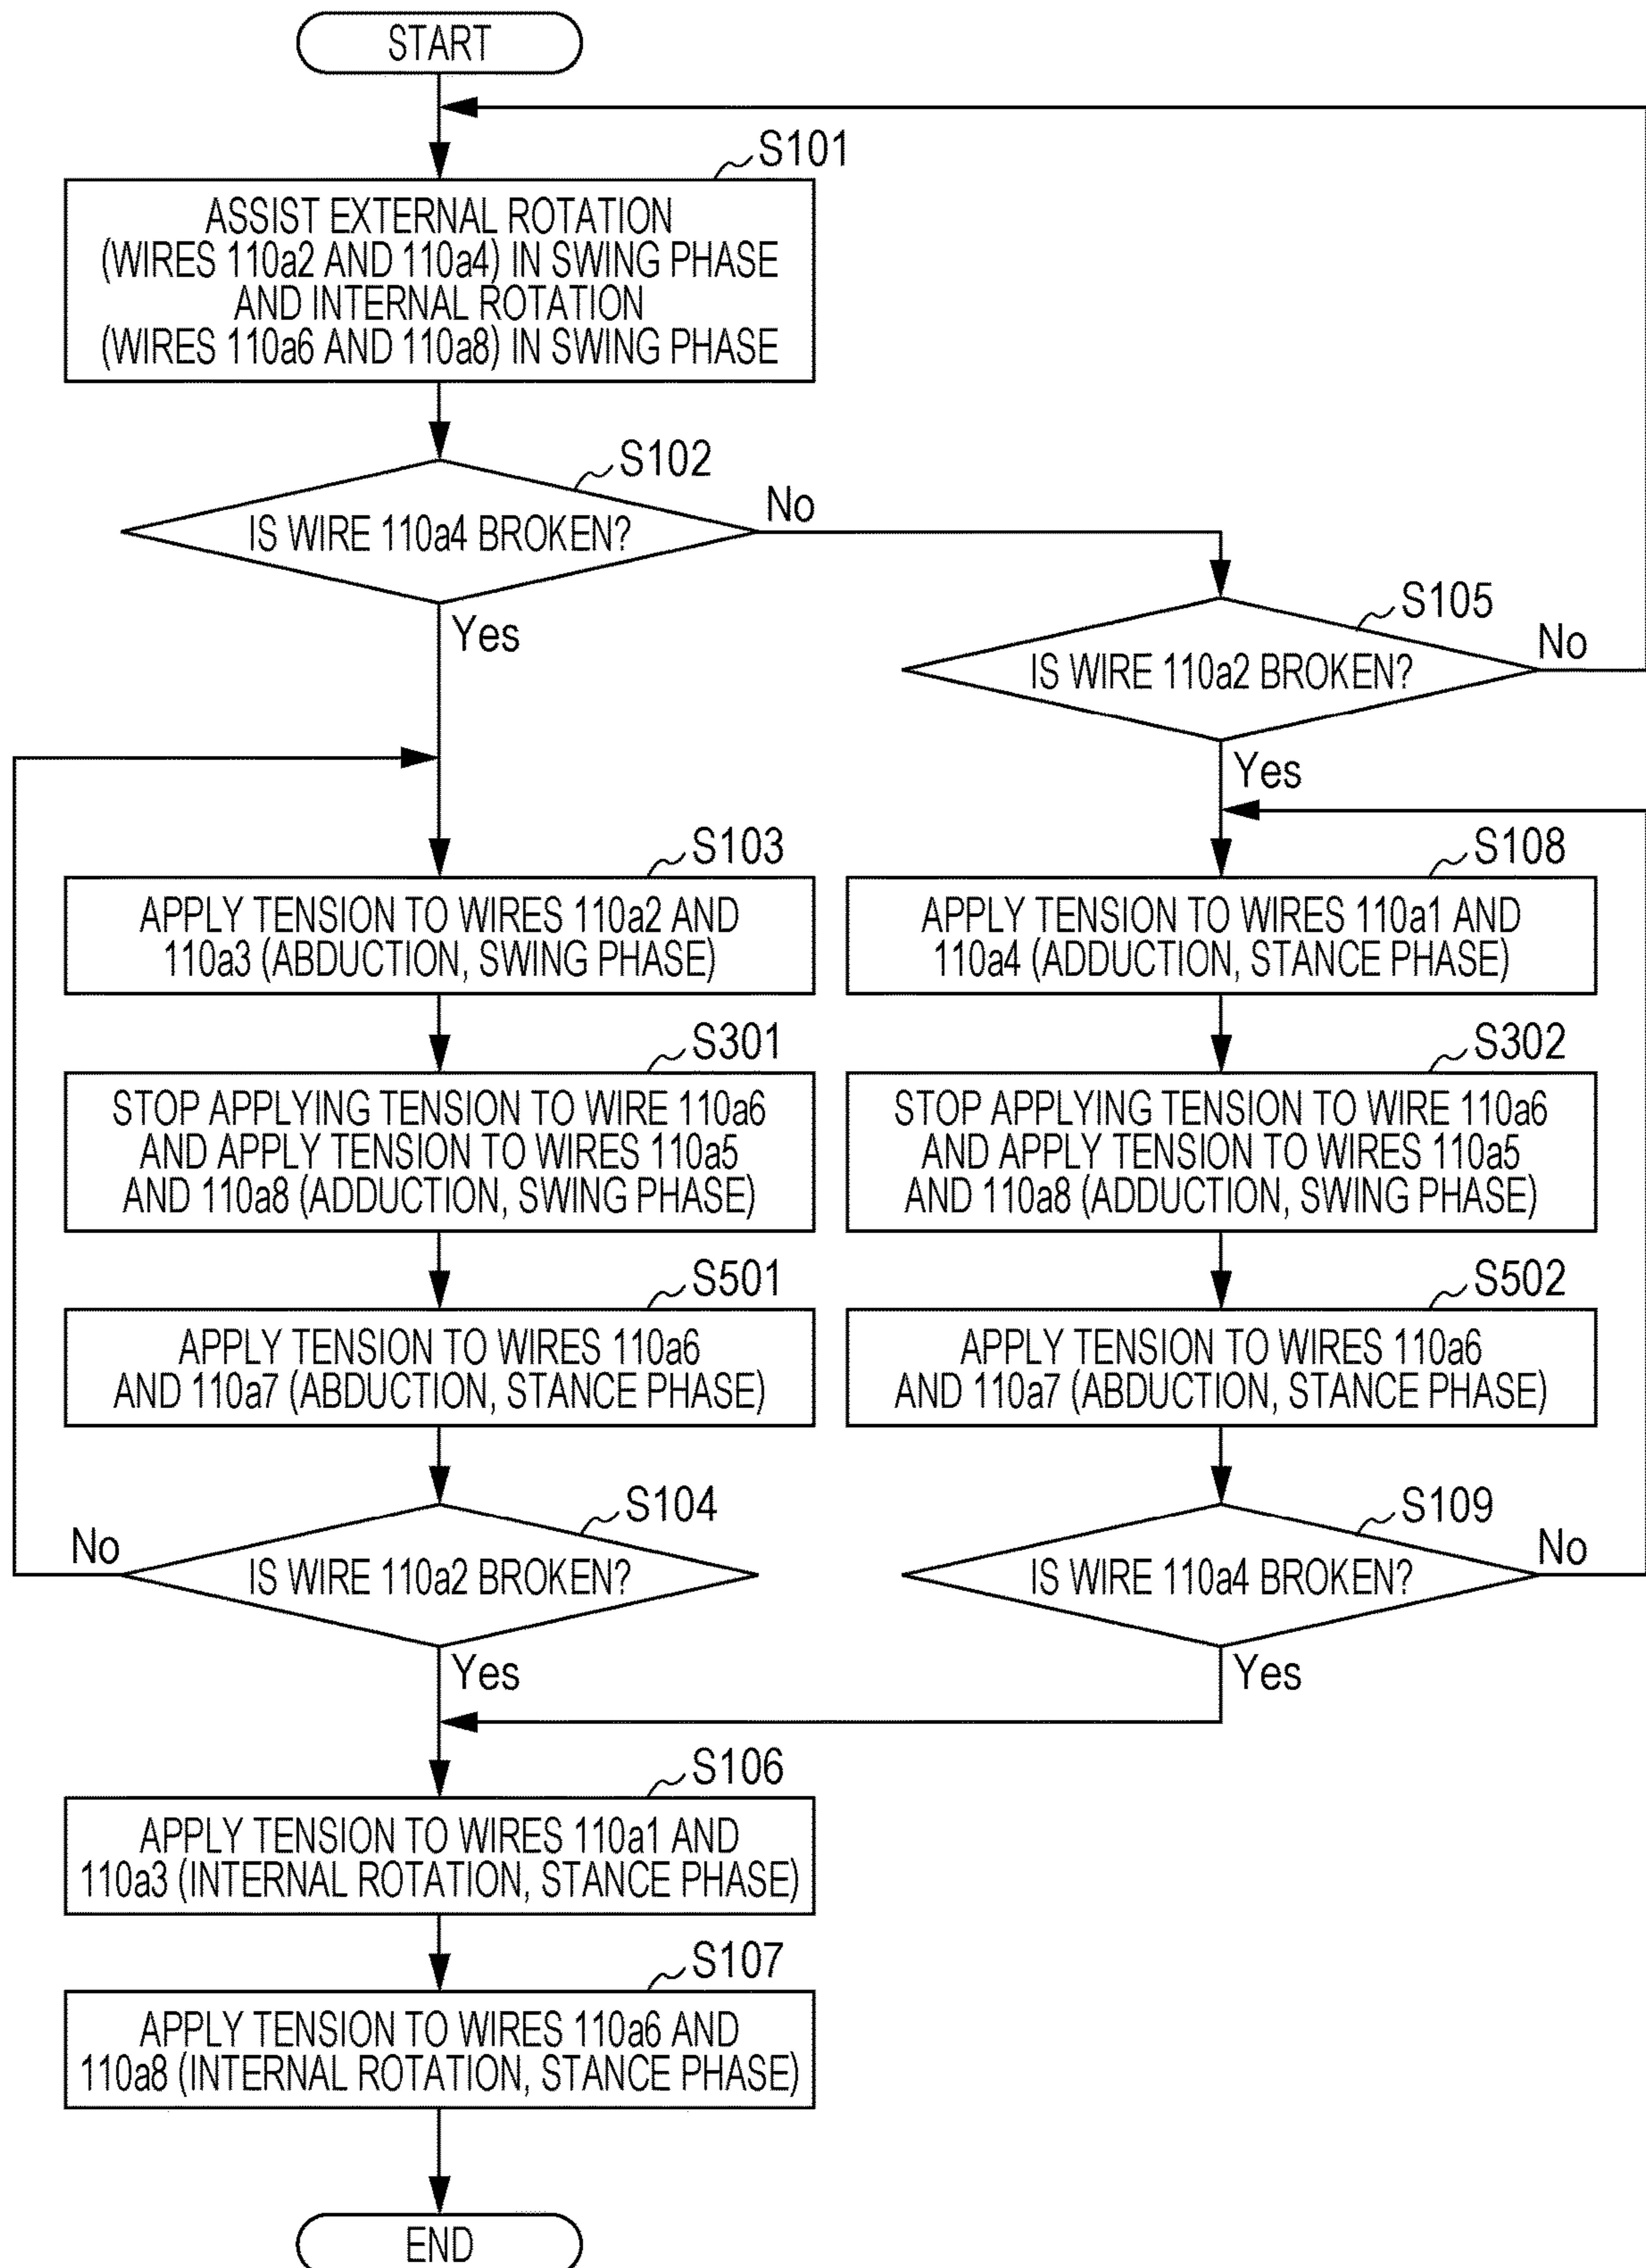 START
S101
ASSIST EXTERNAL ROTATION
(WIRES 110a2 AND 110a4) IN SWING PHASE
AND INTERNAL ROTATION
(WIRES 110a6 AND 110a8) IN SWING PHASE
S102
IS WIRE 110a4 BROKEN?
No
Yes
S105
IS WIRE 110a2 BROKEN?
No
Yes
S103
APPLY TENSION TO WIRES 110a2 AND
110a3 (ABDUCTION, SWING PHASE)
S108
APPLY TENSION TO WIRES 110a1 AND
110a4 (ADDUCTION, STANCE PHASE)
S301
STOP APPLYING TENSION TO WIRE 110a6
AND APPLY TENSION TO WIRES 110a5
AND 110a8 (ADDUCTION, SWING PHASE)
S302
STOP APPLYING TENSION TO WIRE 110a6
AND APPLY TENSION TO WIRES 110a5
AND 110a8 (ADDUCTION, SWING PHASE)
S501
APPLY TENSION TO WIRES 110a6
AND 110a7 (ABDUCTION, STANCE PHASE)
S502
APPLY TENSION TO WIRES 110a6
AND 110a7 (ABDUCTION, STANCE PHASE)
S104
IS WIRE 110a2 BROKEN?
No
Yes
S109
IS WIRE 110a4 BROKEN?
No
Yes
S106
APPLY TENSION TO WIRES 110a1 AND
110a3 (INTERNAL ROTATION, STANCE PHASE)
S107
APPLY TENSION TO WIRES 110a6 AND
110a8 (INTERNAL ROTATION, STANCE PHASE)
END